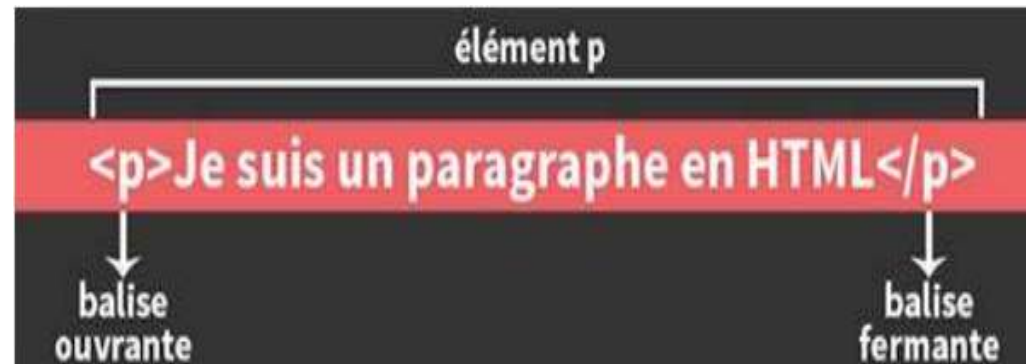 élément p
<p>Je suis un paragraphe en HTML</p>
balise
ouvrante
balise
fermante